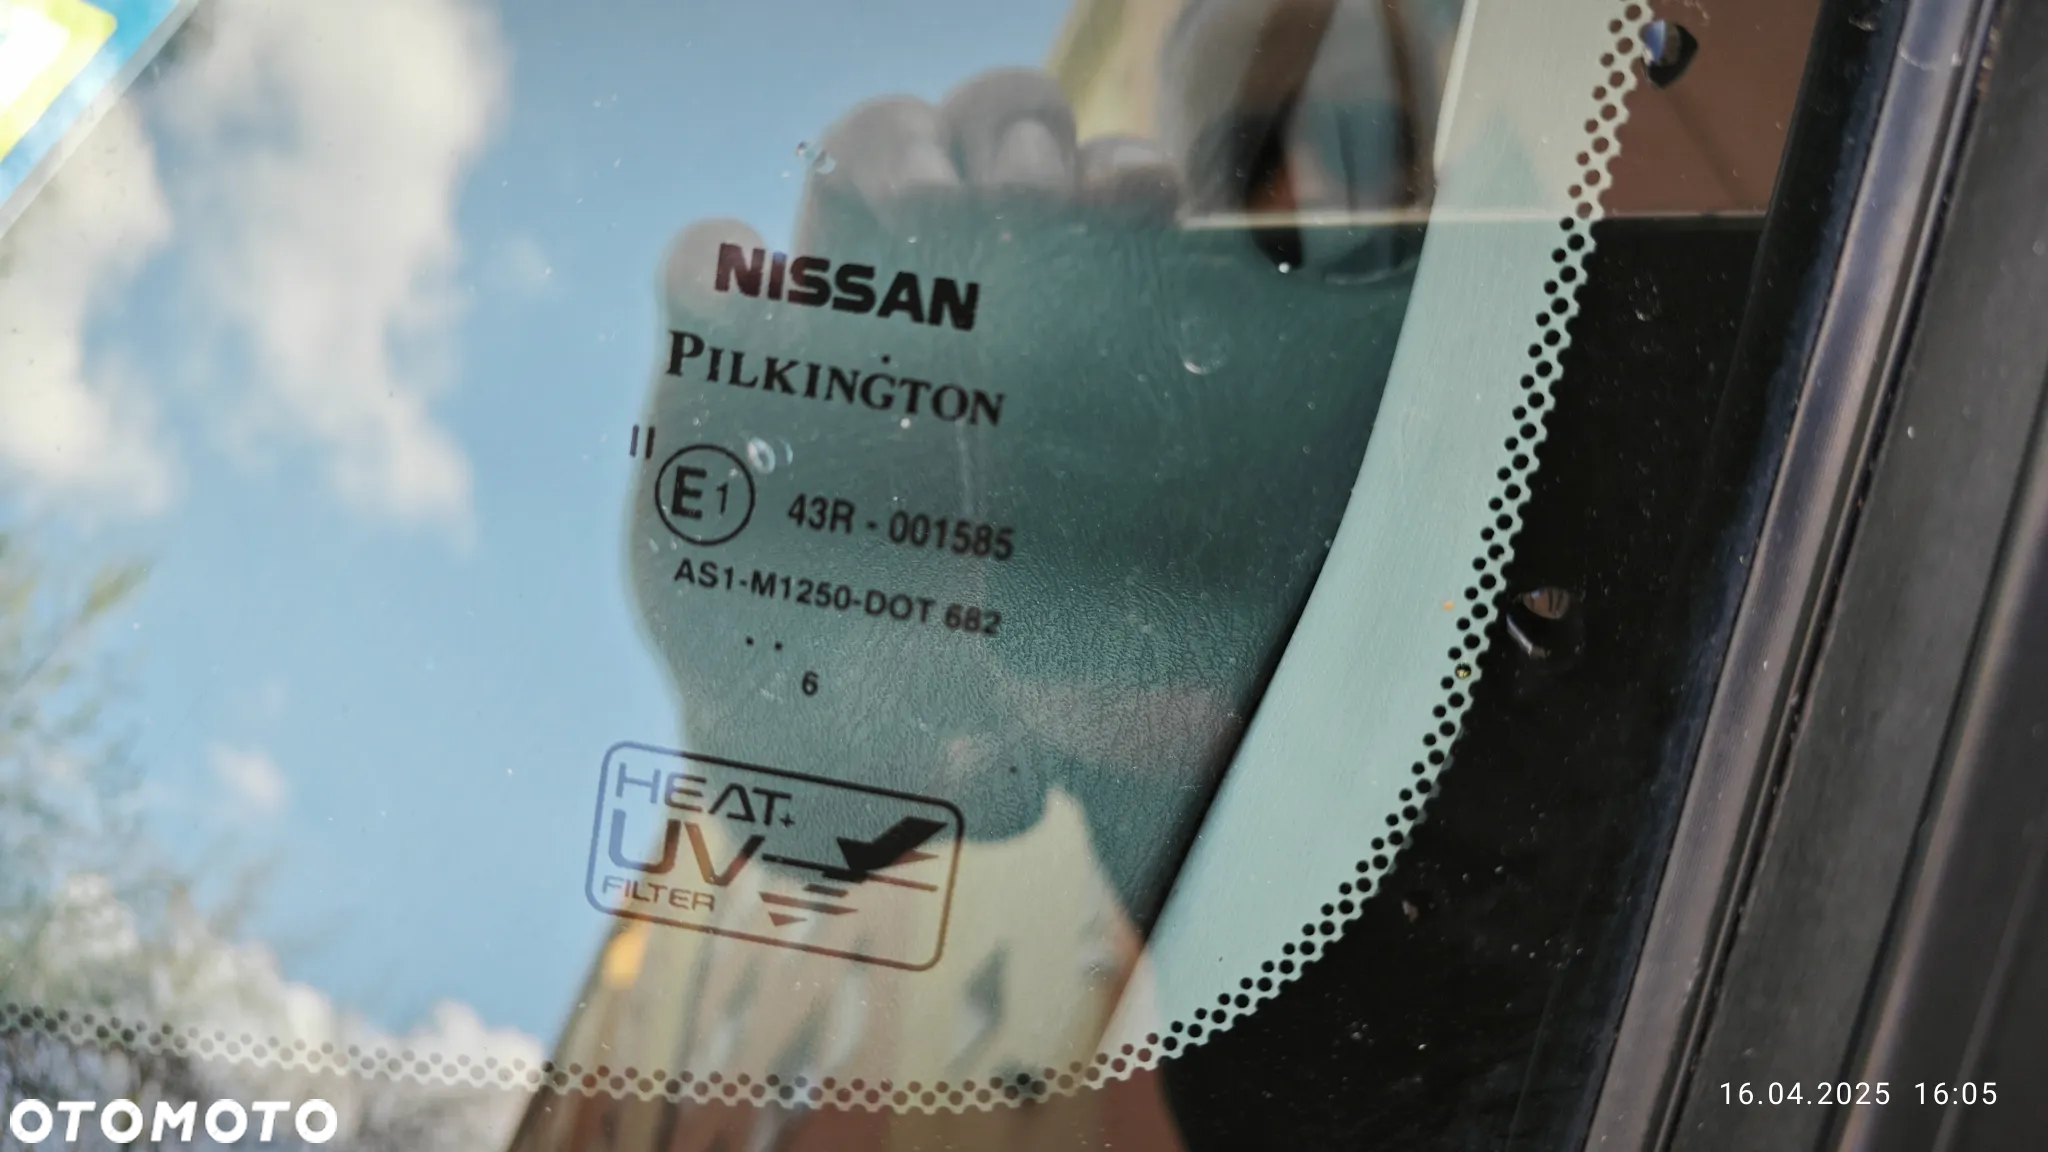 NISSAN
PILKINGTON
II
E1 43R - 001585
AS1-M1250-DOT 682
. .
6
HEAT+
UV
FILTER
OTOMOTO
16.04.2025 16:05